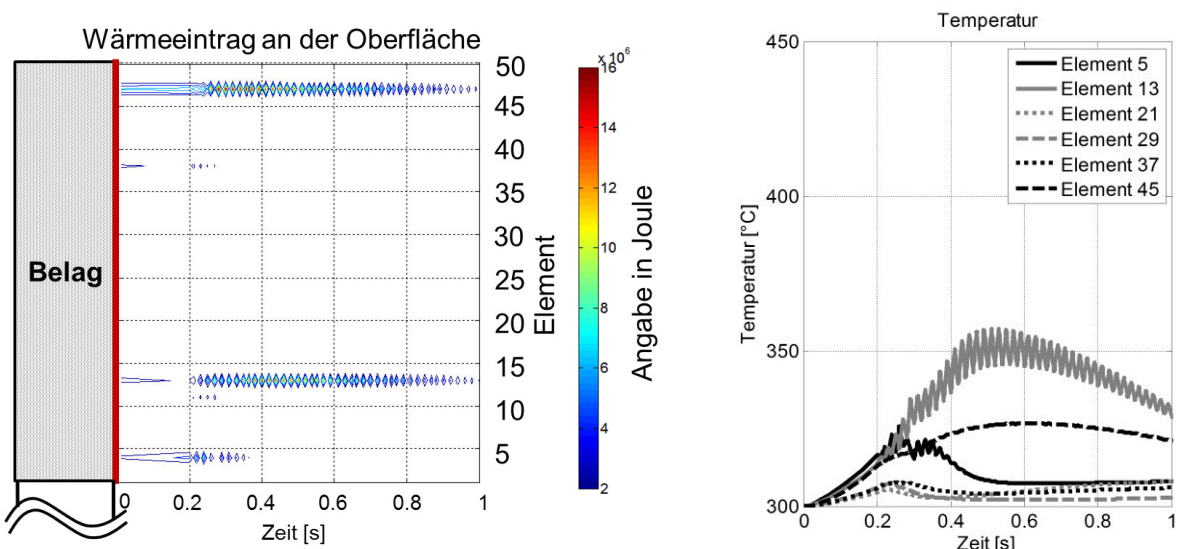 Wärmeeintrag an der Oberfläche
Belag
50
45
40
35
30
25
20
15
10
5
Element
0 0.2 0.4 0.6 0.8 1
Zeit [s]
x 10^6
16
14
12
10
8
6
4
2
Angabe in Joule
Temperatur
450
400
350
300
Temperatur [°C]
Element 5
Element 13
Element 21
Element 29
Element 37
Element 45
0 0.2 0.4 0.6 0.8 1
Zeit [s]